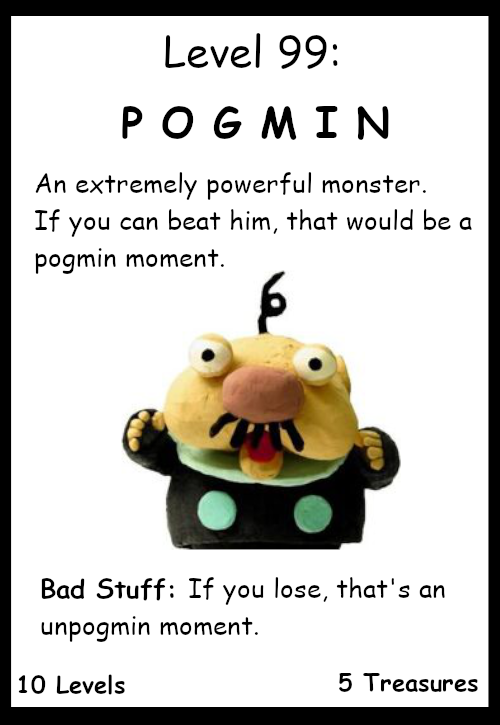 Level 99:
P O G M I N
An extremely powerful monster.
If you can beat him, that would be a
pogmin moment.
Bad Stuff: If you lose, that's an
unpogmin moment.
10 Levels 5 Treasures